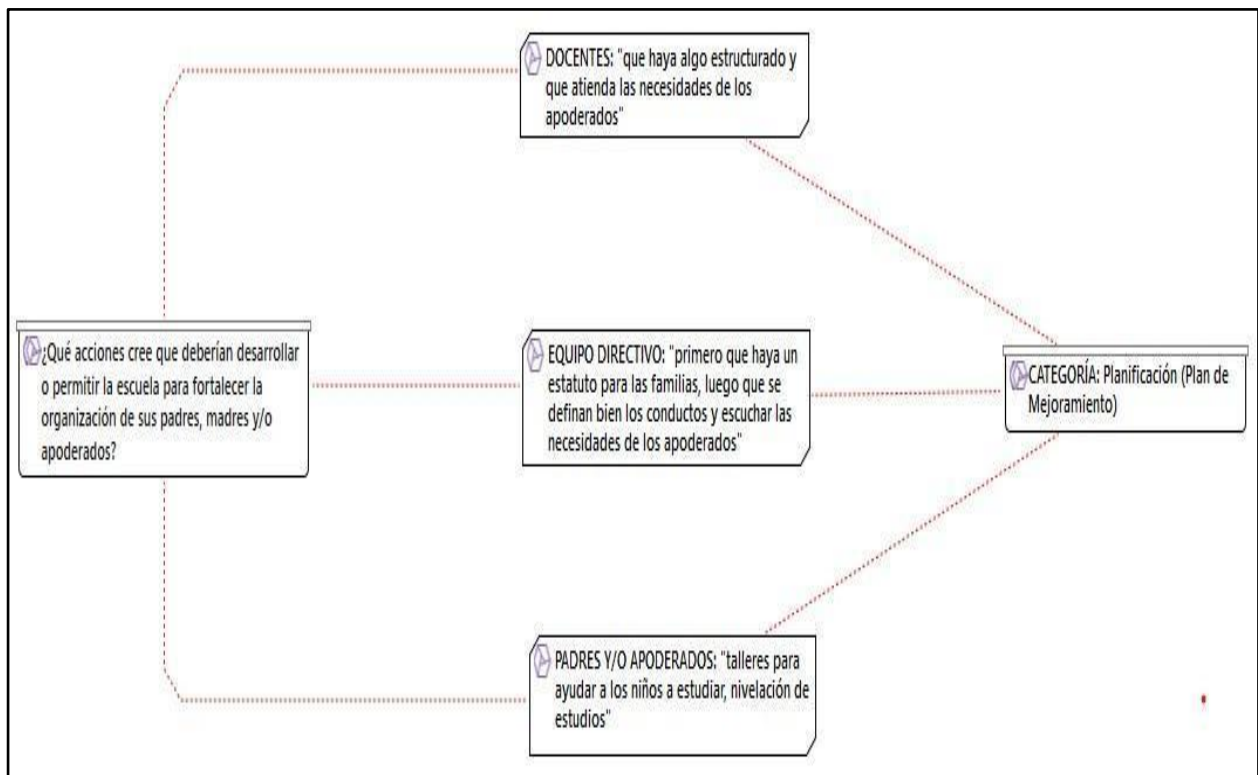 DOCENTES: "que haya algo estructurado y
que atienda las necesidades de los
apoderados"
¿Qué acciones cree que deberían desarrollar
o permitir la escuela para fortalecer la
organización de sus padres, madres y/o
apoderados?
EQUIPO DIRECTIVO: "primero que haya un
estatuto para las familias, luego que se
definan bien los conductos y escuchar las
necesidades de los apoderados"
CATEGORÍA: Planificación (Plan de
Mejoramiento)
PADRES Y/O APODERADOS: "talleres para
ayudar a los niños a estudiar, nivelación de
estudios"